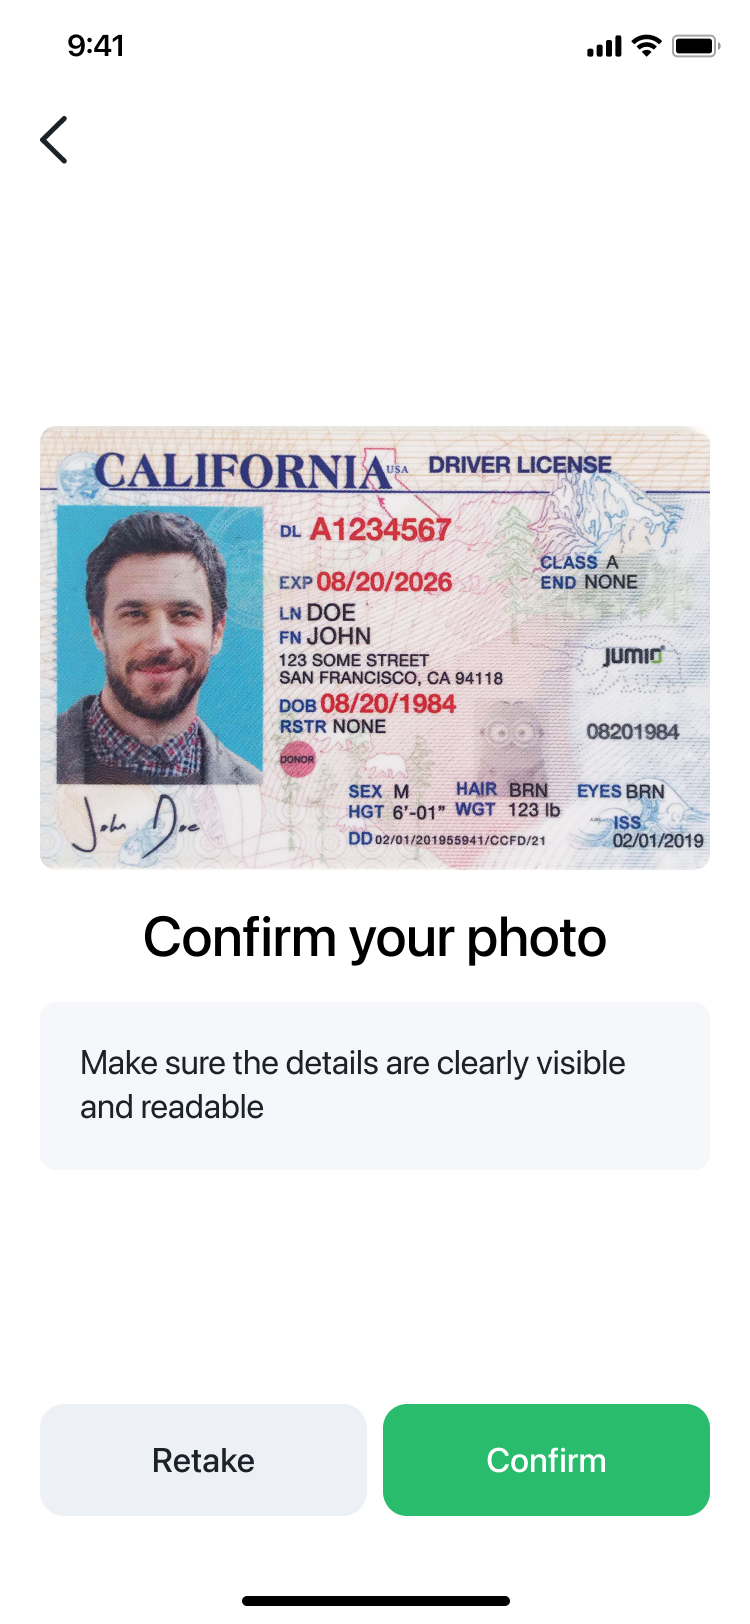 9:41
CALIFORNIA USA DRIVER LICENSE
DL A1234567
CLASS A
EXP 08/20/2026
END NONE
LN DOE
FN JOHN
123 SOME STREET
SAN FRANCISCO, CA 94118
jumio
DOB 08/20/1984
RSTR NONE
08201984
DONOR
SEX M HAIR BRN EYES BRN
HGT 6'-01" WGT 123 lb
ISS
DD 02/01/201955941/CCFD/21
02/01/2019
John Doe
Confirm your photo
Make sure the details are clearly visible
and readable
Retake
Confirm